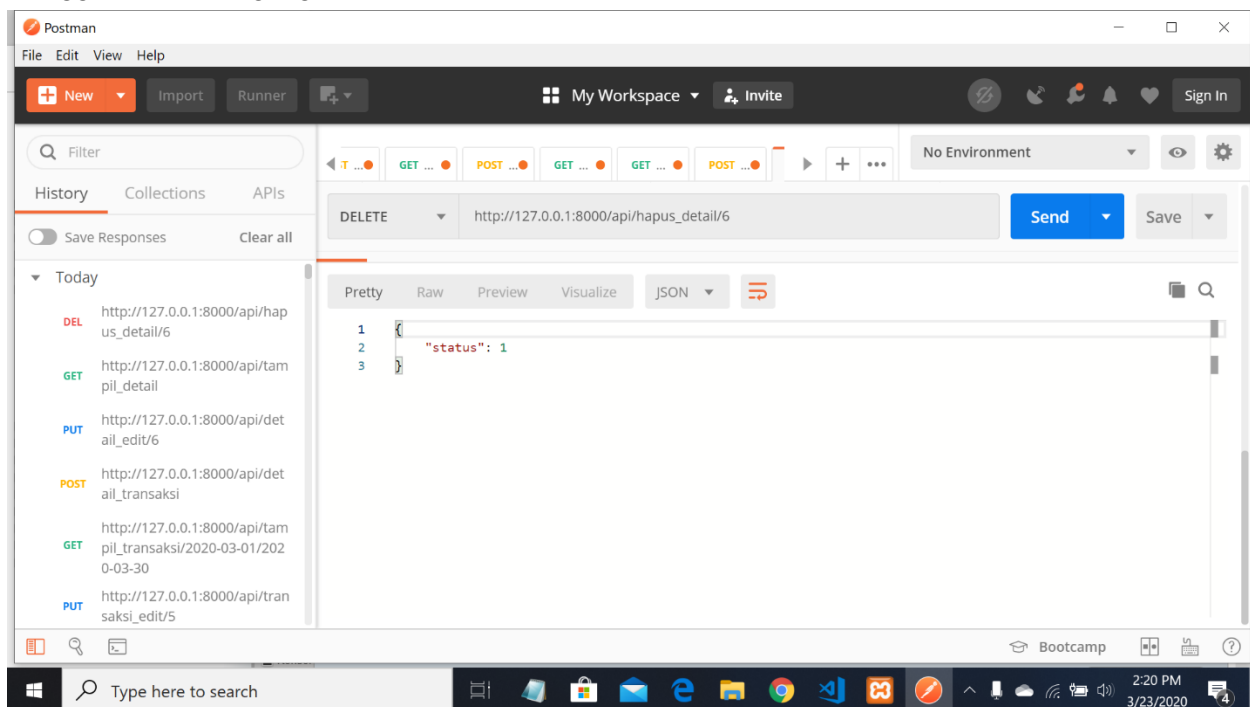 Postman
File Edit View Help
New Import Runner My Workspace Invite Sign In
Filter
History Collections APIs
Save Responses Clear all
Today
DEL http://127.0.0.1:8000/api/hap
us_detail/6
GET http://127.0.0.1:8000/api/tam
pil_detail
PUT http://127.0.0.1:8000/api/det
ail_edit/6
POST http://127.0.0.1:8000/api/det
ail_transaksi
GET http://127.0.0.1:8000/api/tam
pil_transaksi/2020-03-01/202
0-03-30
PUT http://127.0.0.1:8000/api/tran
saksi_edit/5
T ... GET ... POST ... GET ... GET ... POST ... + ••• No Environment
DELETE http://127.0.0.1:8000/api/hapus_detail/6 Send Save
Pretty Raw Preview Visualize JSON
1 {
2 "status": 1
3 }
Bootcamp
Type here to search
2:20 PM
3/23/2020
4